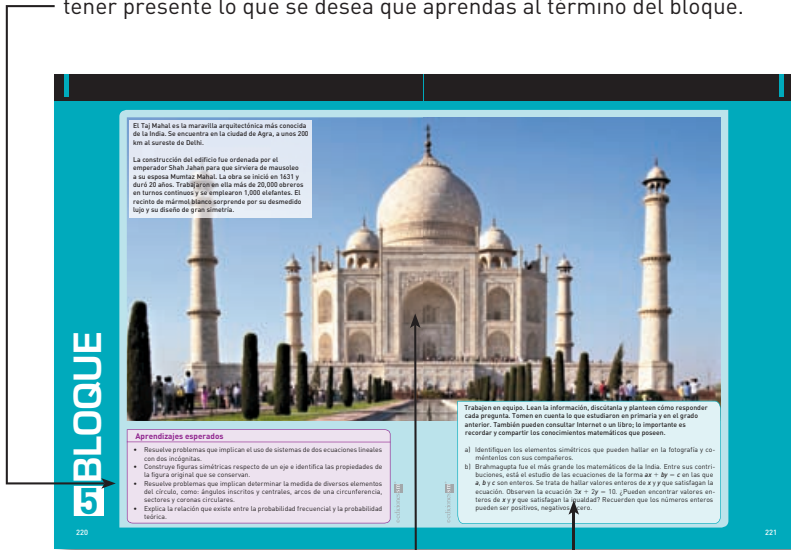 tener presente lo que se desea que aprendas al término del bloque.
El Taj Mahal es la maravilla arquitectónica más conocida
de la India. Se encuentra en la ciudad de Agra, a unos 200
km al sureste de Delhi.
La construcción del edificio fue ordenada por el
emperador Shah Jahan para que sirviera de mausoleo
a su esposa Mumtaz Mahal. La obra se inició en 1631 y
duró 20 años. Trabajaron en ella más de 20,000 obreros
en turnos continuos y se emplearon 1,000 elefantes. El
recinto de mármol blanco sorprende por su desmedido
lujo y su diseño de gran simetría.
5 BLOQUE
Aprendizajes esperados
• Resuelve problemas que implican el uso de sistemas de dos ecuaciones lineales
con dos incógnitas.
• Construye figuras simétricas respecto de un eje e identifica las propiedades de
la figura original que se conservan.
• Resuelve problemas que implican determinar la medida de diversos elementos
del círculo, como: ángulos inscritos y centrales, arcos de una circunferencia,
sectores y coronas circulares.
• Explica la relación que existe entre la probabilidad frecuencial y la probabilidad
teórica.
220
Trabajen en equipo. Lean la información, discútanla y planteen cómo responder
cada pregunta. Tomen en cuenta lo que estudiaron en primaria y en el grado
anterior. También pueden consultar Internet o un libro; lo importante es
recordar y compartir los conocimientos matemáticos que poseen.
a) Identifiquen los elementos simétricos que pueden hallar en la fotografía y co-
méntenlos con sus compañeros.
b) Brahmagupta fue el más grande los matemáticos de la India. Entre sus contri-
buciones, está el estudio de las ecuaciones de la forma ax + by = c en las que
a, b y c son enteros. Se trata de hallar valores enteros de x y y que satisfagan la
ecuación. Observen la ecuación 3x + 2y = 10. ¿Pueden encontrar valores en-
teros de x y y que satisfagan la igualdad? Recuerden que los números enteros
pueden ser positivos, negativos o cero.
221